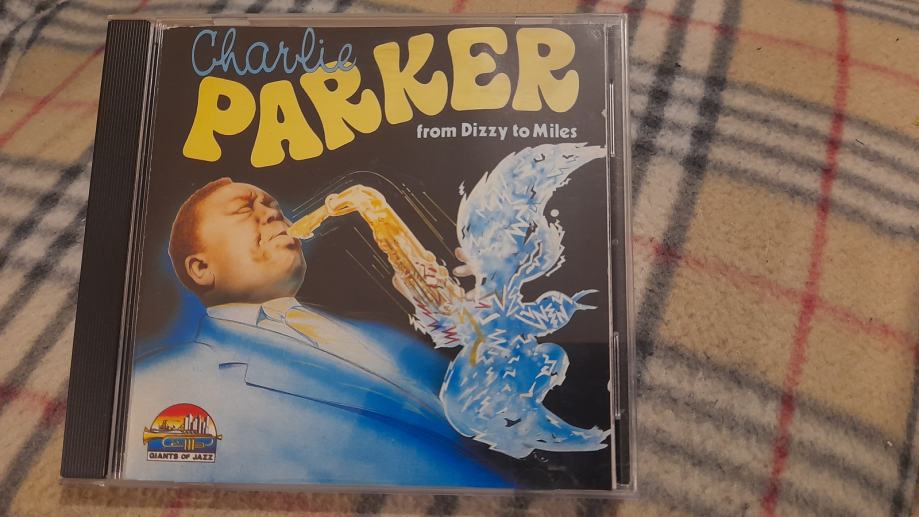 Charlie
PARKER
from Dizzy to Miles
GIANTS OF JAZZ